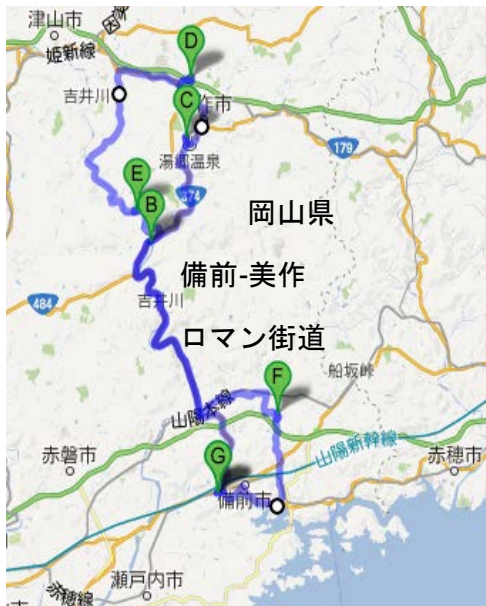 津山市
姫新線
D
吉井川
C
作市
湯郷温泉
179
E
374
B
岡山県
備前-美作
484
吉井川
ロマン街道
船坂峠
F
山陽本線
山陽新幹線
赤磐市
G
赤穂市
備前市
瀬戸内市
赤穂線